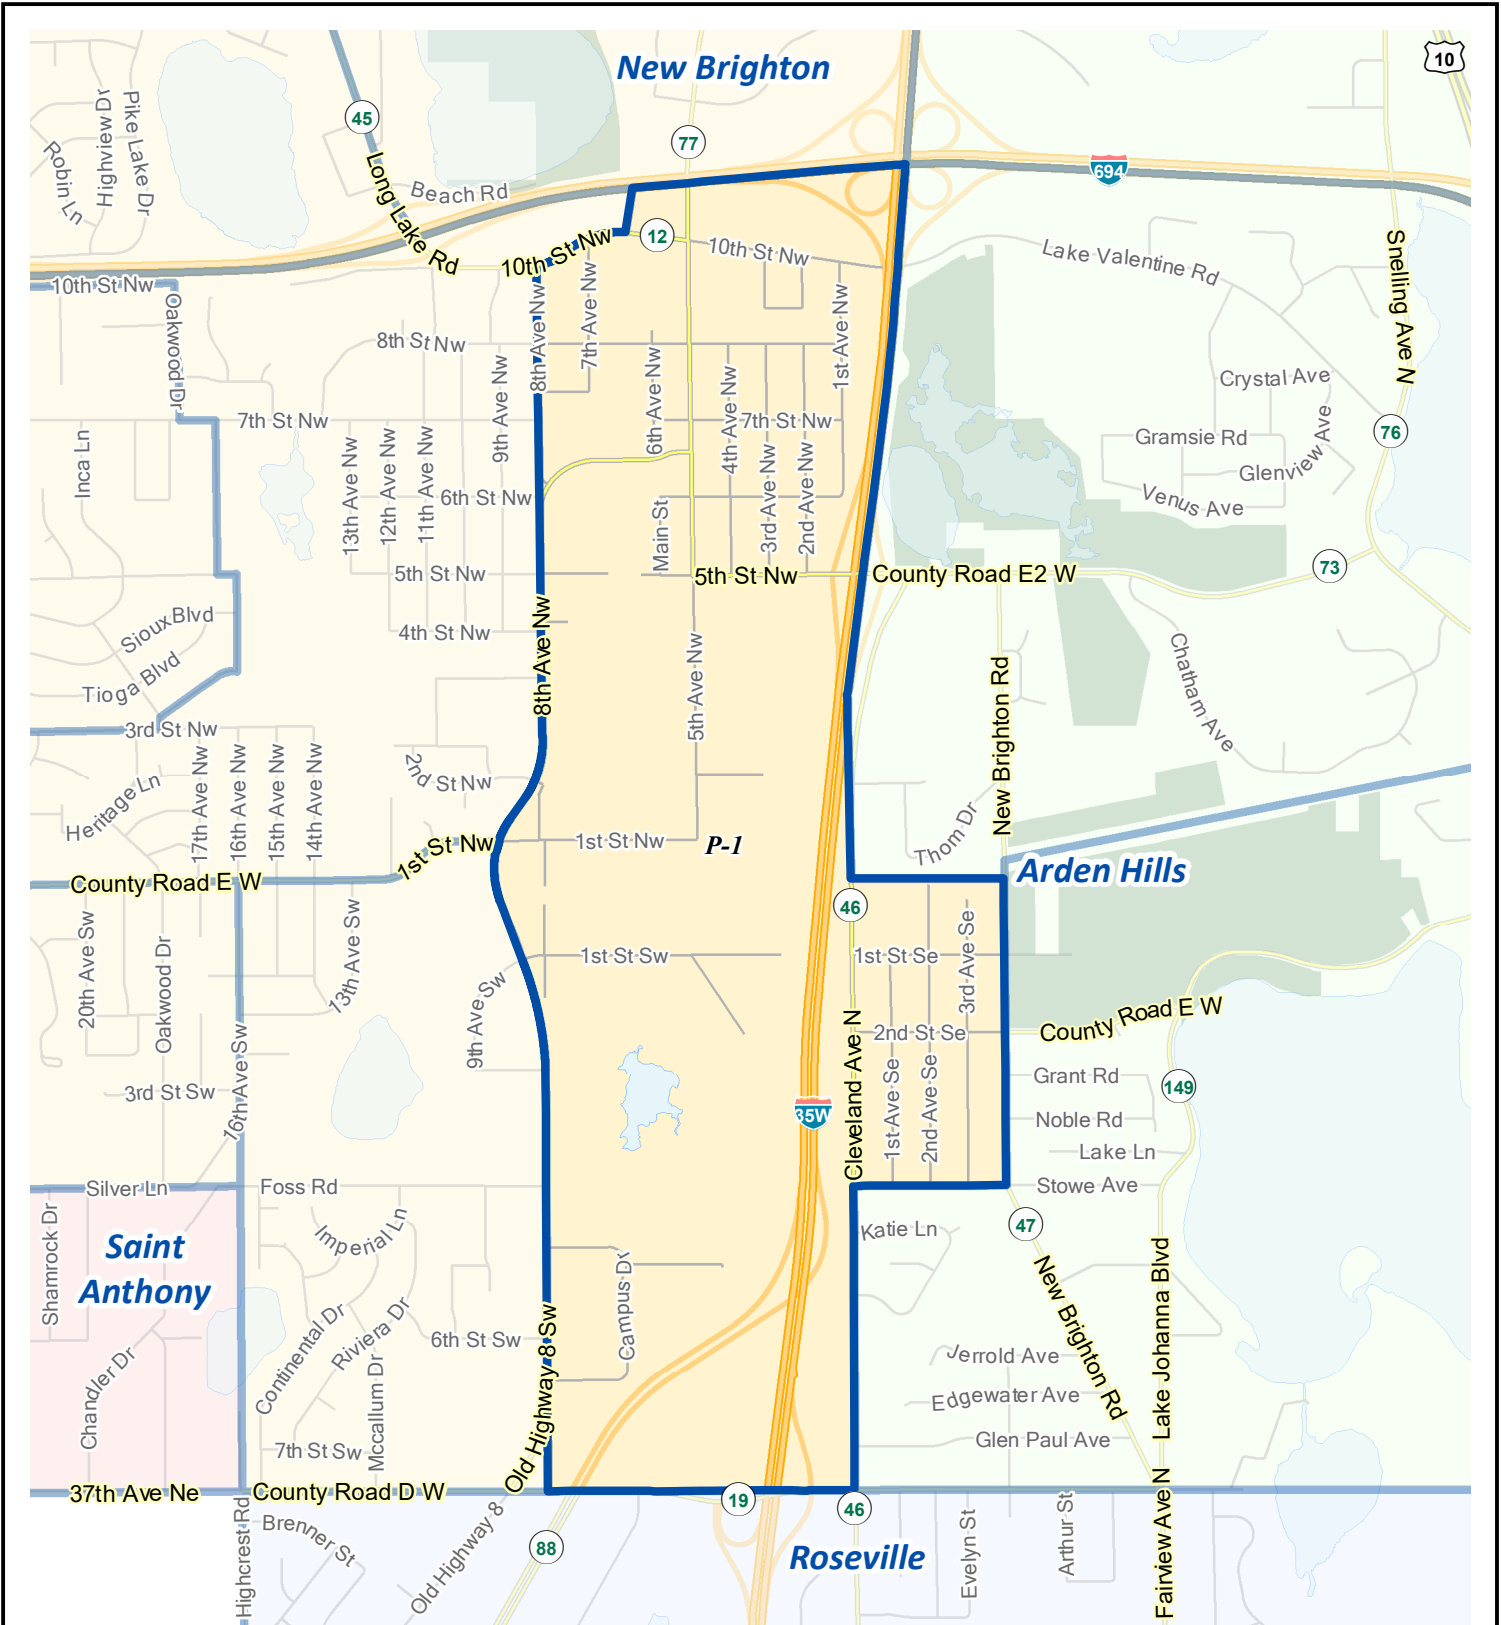 New Brighton
10
45
77
694
Highview Dr
Pike Lake Dr
Robin Ln
Long Lake Rd
Beach Rd
10th St Nw
12
10th St Nw
Lake Valentine Rd
Snelling Ave N
10th St Nw
Oakwood Dr
8th St Nw
9th Ave Nw
8th Ave Nw
7th Ave Nw
6th Ave Nw
4th Ave Nw
1st Ave Nw
Crystal Ave
76
7th St Nw
7th St Nw
Gramsie Rd
Glenview Ave
Venus Ave
Inca Ln
13th Ave Nw
12th Ave Nw
11th Ave Nw
6th St Nw
Main St
3rd Ave Nw
2nd Ave Nw
5th St Nw
5th St Nw
County Road E2 W
73
Sioux Blvd
4th St Nw
8th Ave Nw
5th Ave Nw
New Brighton Rd
Chatham Ave
Tioga Blvd
3rd St Nw
17th Ave Nw
16th Ave Nw
15th Ave Nw
14th Ave Nw
2nd St Nw
Heritage Ln
1st St Nw
1st St Nw
P-1
Thom Dr
Arden Hills
County Road E W
46
20th Ave Sw
Oakwood Dr
13th Ave Sw
9th Ave Sw
1st St Sw
1st St Se
3rd Ave Se
2nd St Se
County Road E W
Cleveland Ave N
1st Ave Se
2nd Ave Se
Grant Rd
149
3rd St Sw
16th Ave Sw
35W
Noble Rd
Lake Ln
Silver Ln
Foss Rd
Stowe Ave
Shamrock Dr
Saint
Anthony
Imperial Ln
Katie Ln
47
Continental Dr
Riviera Dr
6th St Sw
Campus Dr
New Brighton Rd
Lake Johanna Blvd
Chandler Dr
Mccallum Dr
Old Highway 8 Sw
Jerrold Ave
Edgewater Ave
7th St Sw
Glen Paul Ave
37th Ave Ne
County Road D W
19
46
Highcrest Rd
Brenner St
Old Highway 8
88
Roseville
Evelyn St
Arthur St
Fairview Ave N